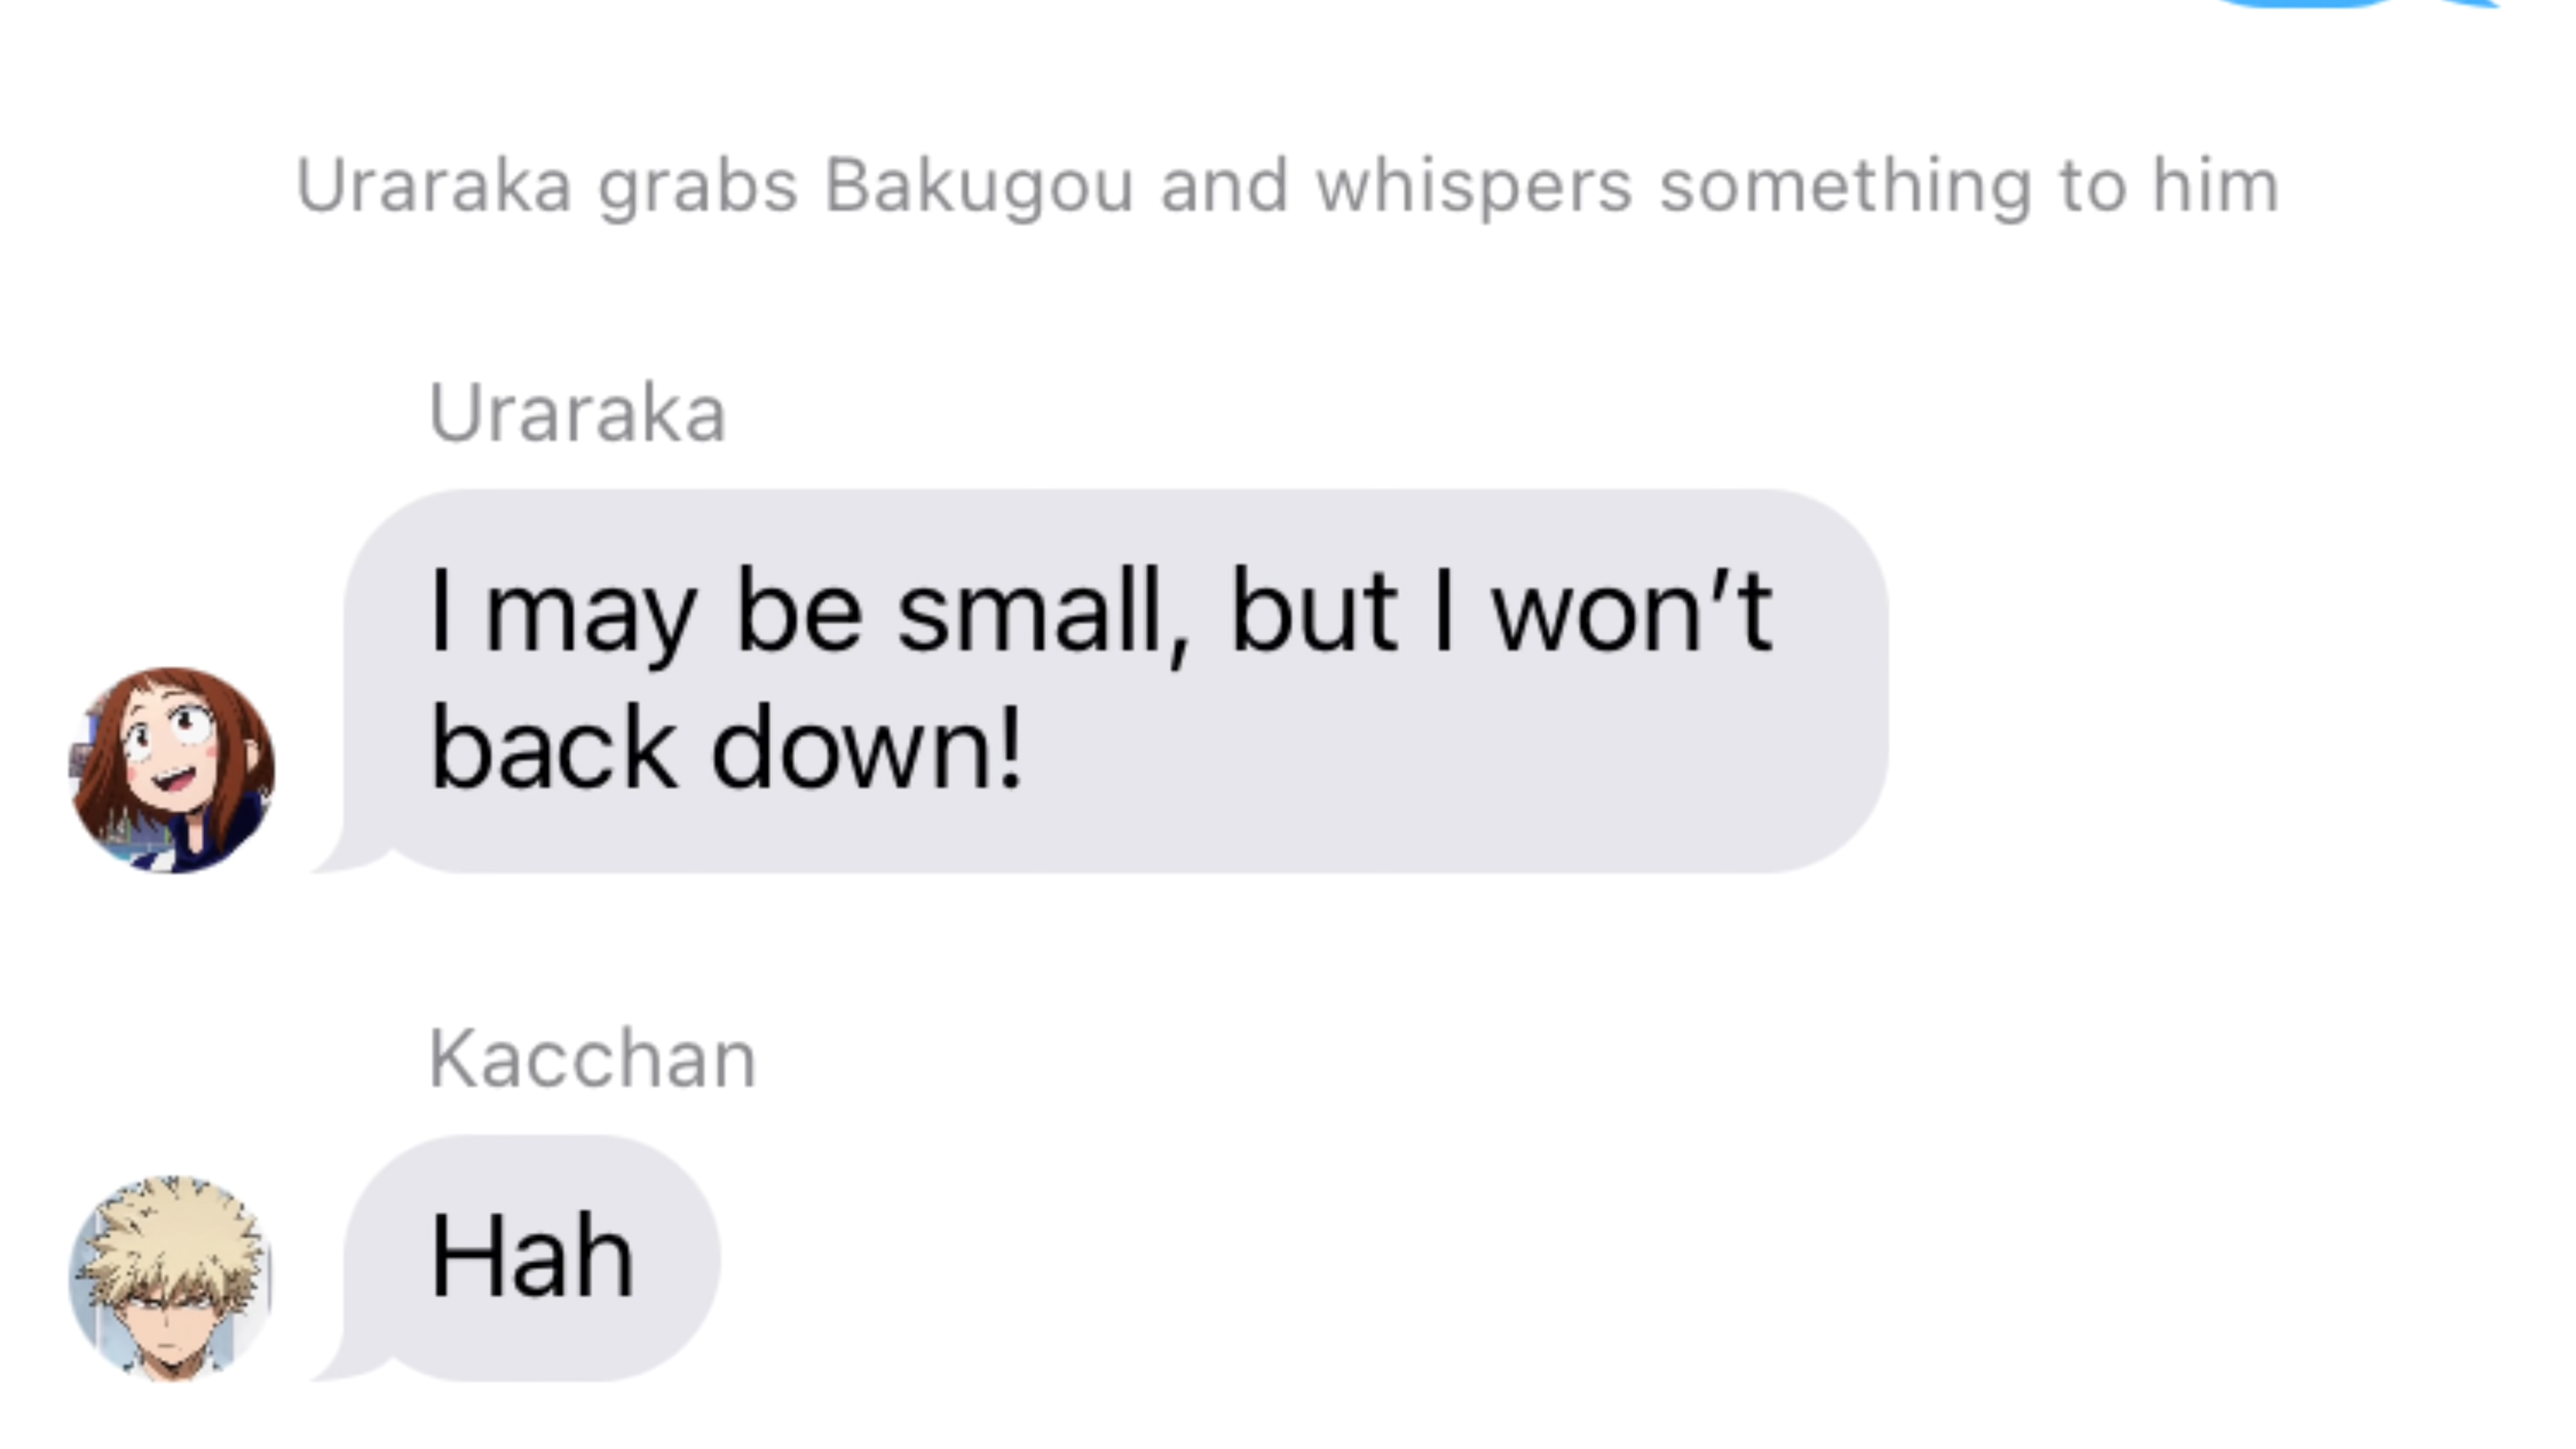 Uraraka grabs Bakugou and whispers something to him
Uraraka
I may be small, but I won’t
back down!
Kacchan
Hah